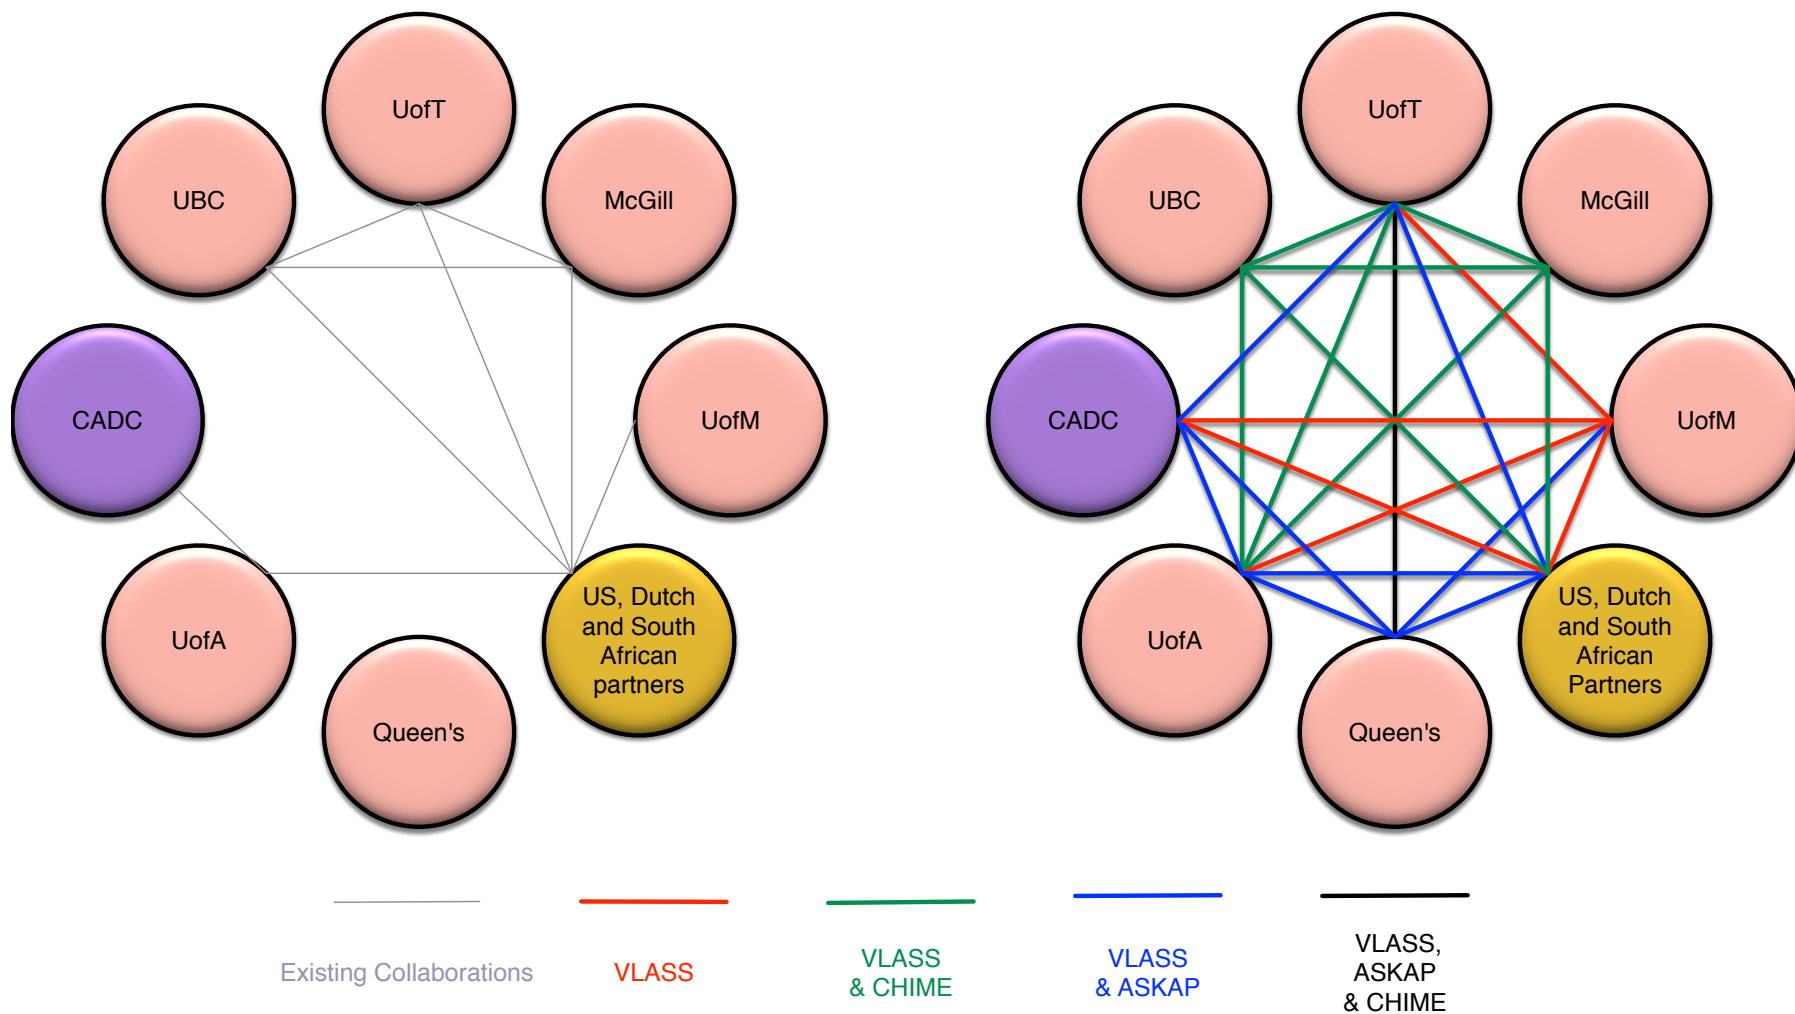 UofT
UBC
McGill
CADC
UofM
UofA
US, Dutch
and South
African
partners
Queen's
UofT
UBC
McGill
CADC
UofM
UofA
US, Dutch
and South
African
Partners
Queen's
Existing Collaborations
VLASS
VLASS
& CHIME
VLASS
& ASKAP
VLASS,
ASKAP
& CHIME